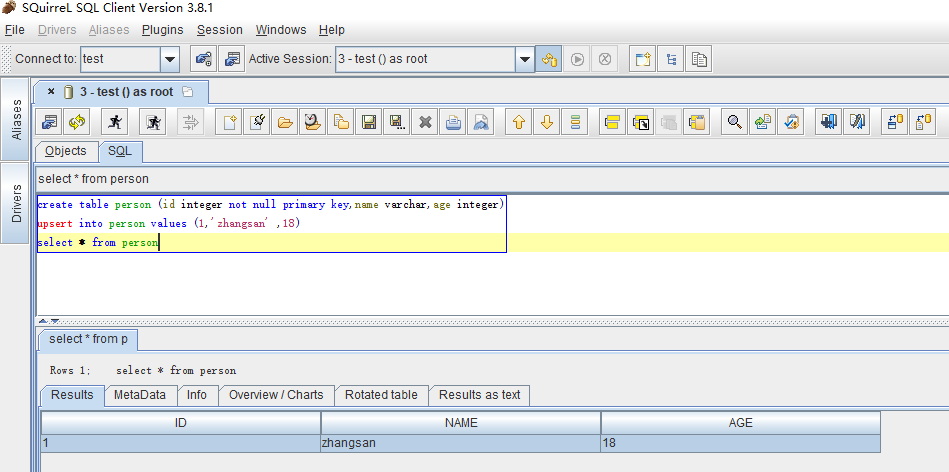 SQuirreL SQL Client Version 3.8.1
File Drivers Aliases Plugins Session Windows Help
Connect to: test Active Session: 3 - test () as root
3 - test () as root
Aliases
Drivers
Objects SQL
select * from person
create table person (id integer not null primary key,name varchar,age integer)
upsert into person values (1,'zhangsan' ,18)
select * from person
select * from p
Rows 1; select * from person
Results MetaData Info Overview / Charts Rotated table Results as text
ID NAME AGE
1 zhangsan 18